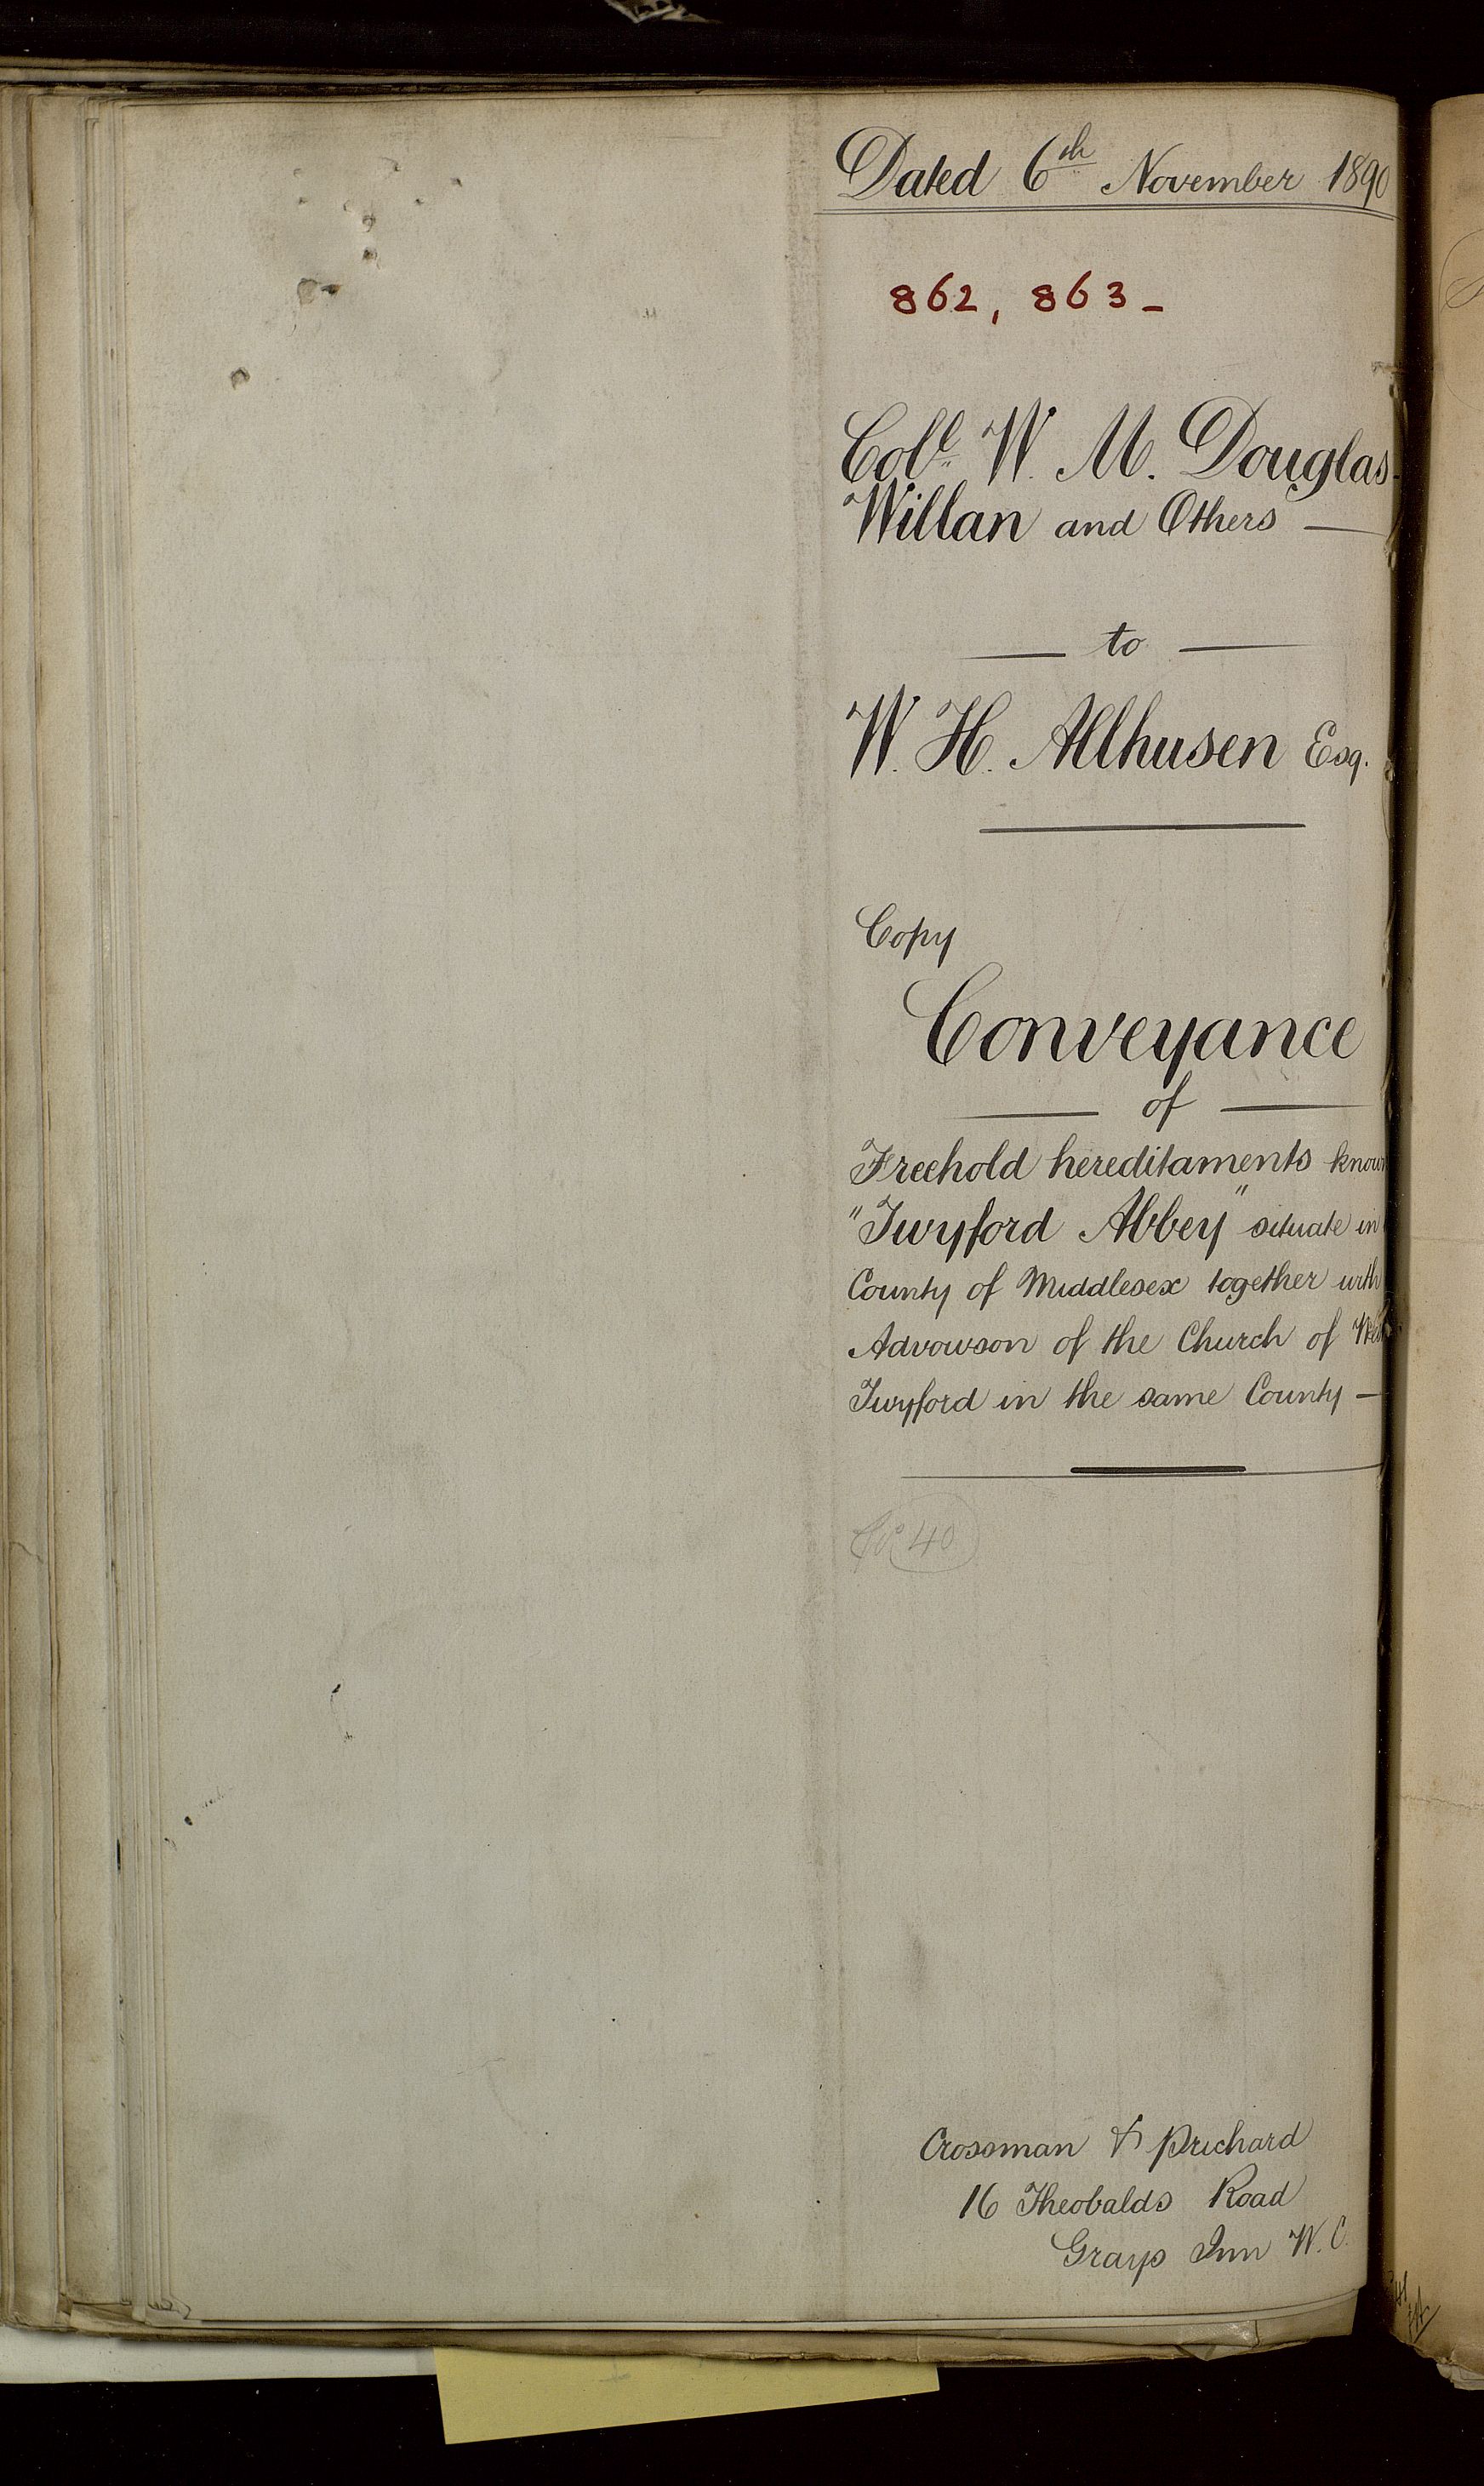 Dated 6th November 1890
862, 863 -
Coll. W. M. Douglas-
Willan and Others —
— to —
W. H. Allhusen Esq.
Copy
Conveyance
— of —
Freehold hereditaments known
"Twyford Abbey" situate in
County of Middlesex together with
Advowson of the Church of
Twyford in the same County —
40
Crossman & Prichard
16 Theobalds Road
Grays Inn W.C.